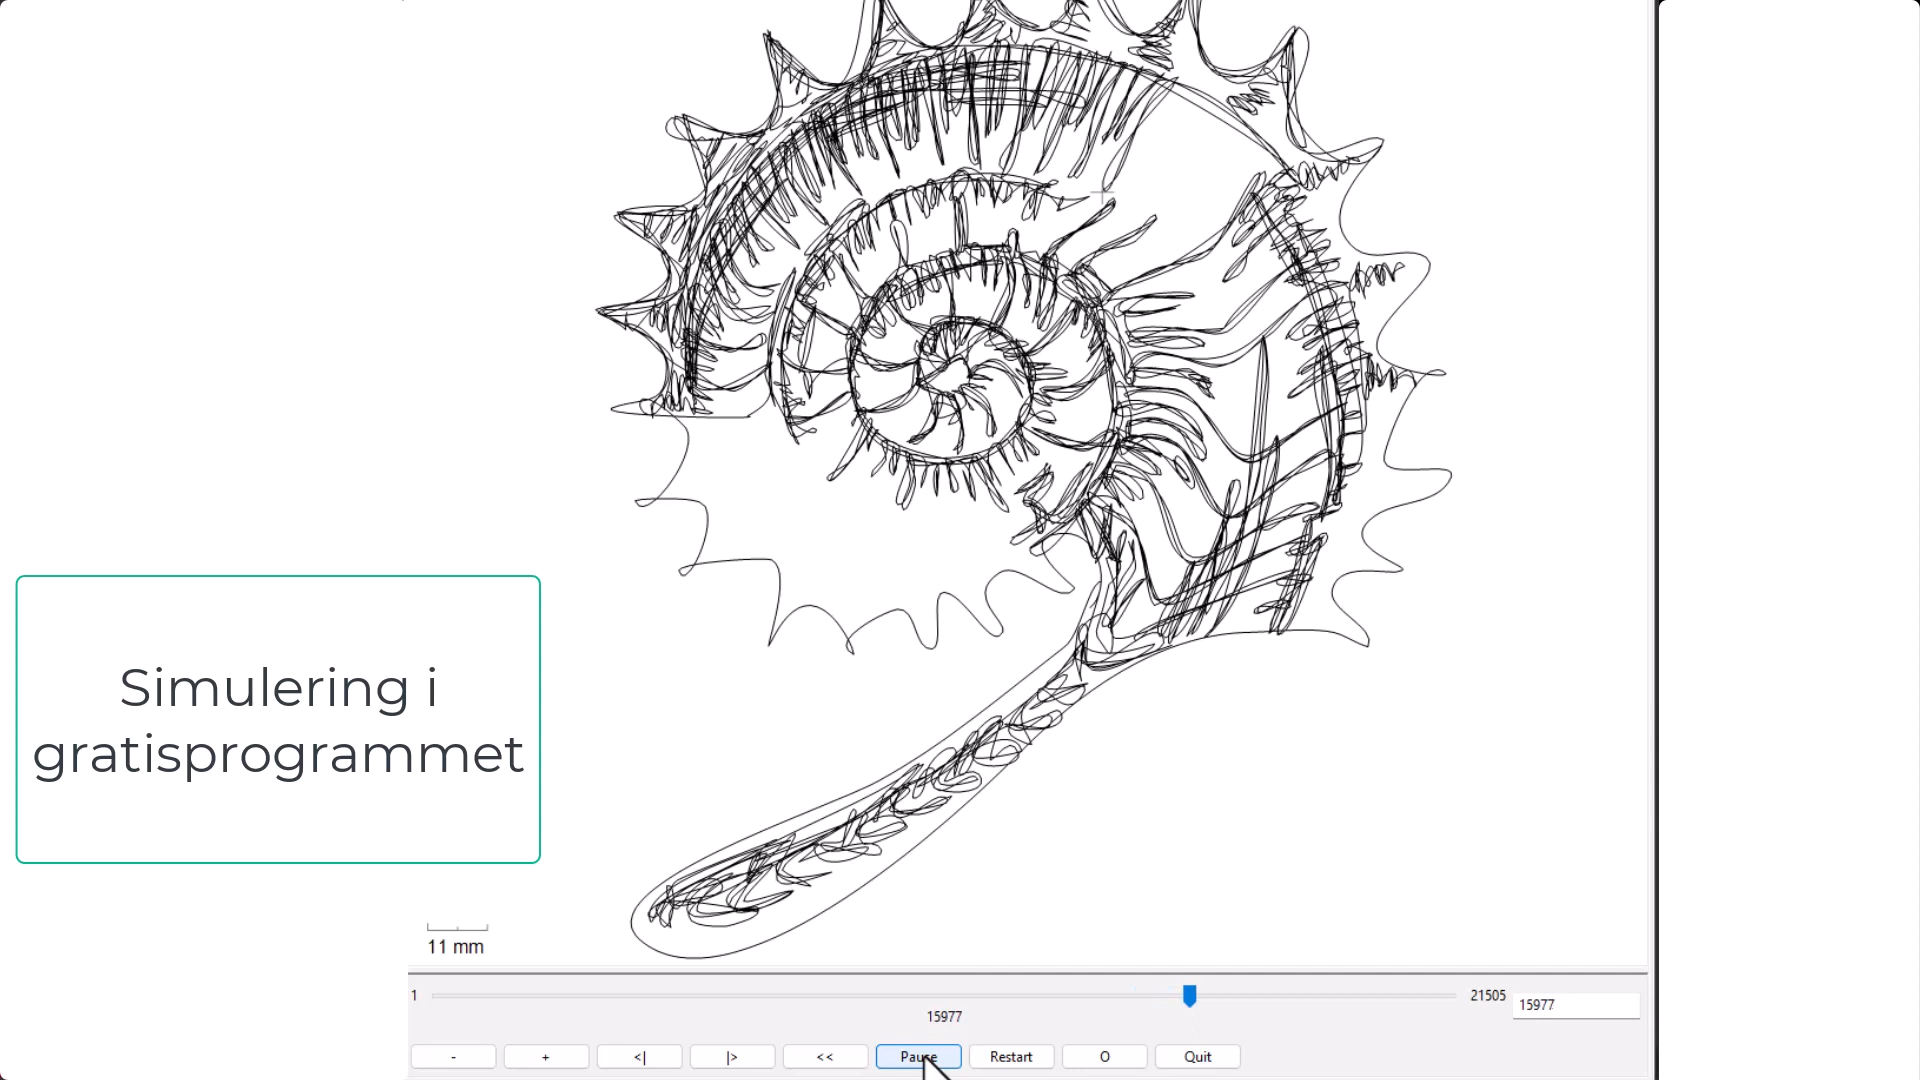 Simulering i
gratisprogrammet
11 mm
1
21505
15977
15977
-
+
<|
|>
<<
Pause
Restart
O
Quit